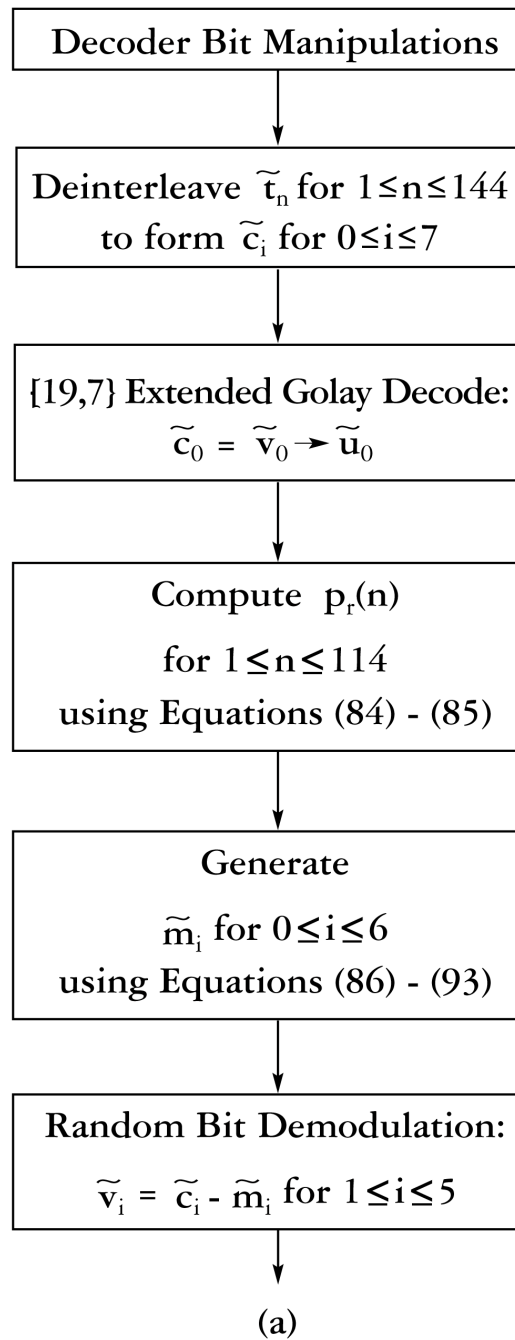 Decoder Bit Manipulations
Deinterleave t̃ₙ for 1≤n≤144
to form c̃ᵢ for 0≤i≤7
{19,7} Extended Golay Decode:
c̃₀ = ṽ₀ → ũ₀
Compute pᵣ(n)
for 1≤n≤114
using Equations (84) - (85)
Generate
m̃ᵢ for 0≤i≤6
using Equations (86) - (93)
Random Bit Demodulation:
ṽᵢ = c̃ᵢ - m̃ᵢ for 1≤i≤5
(a)